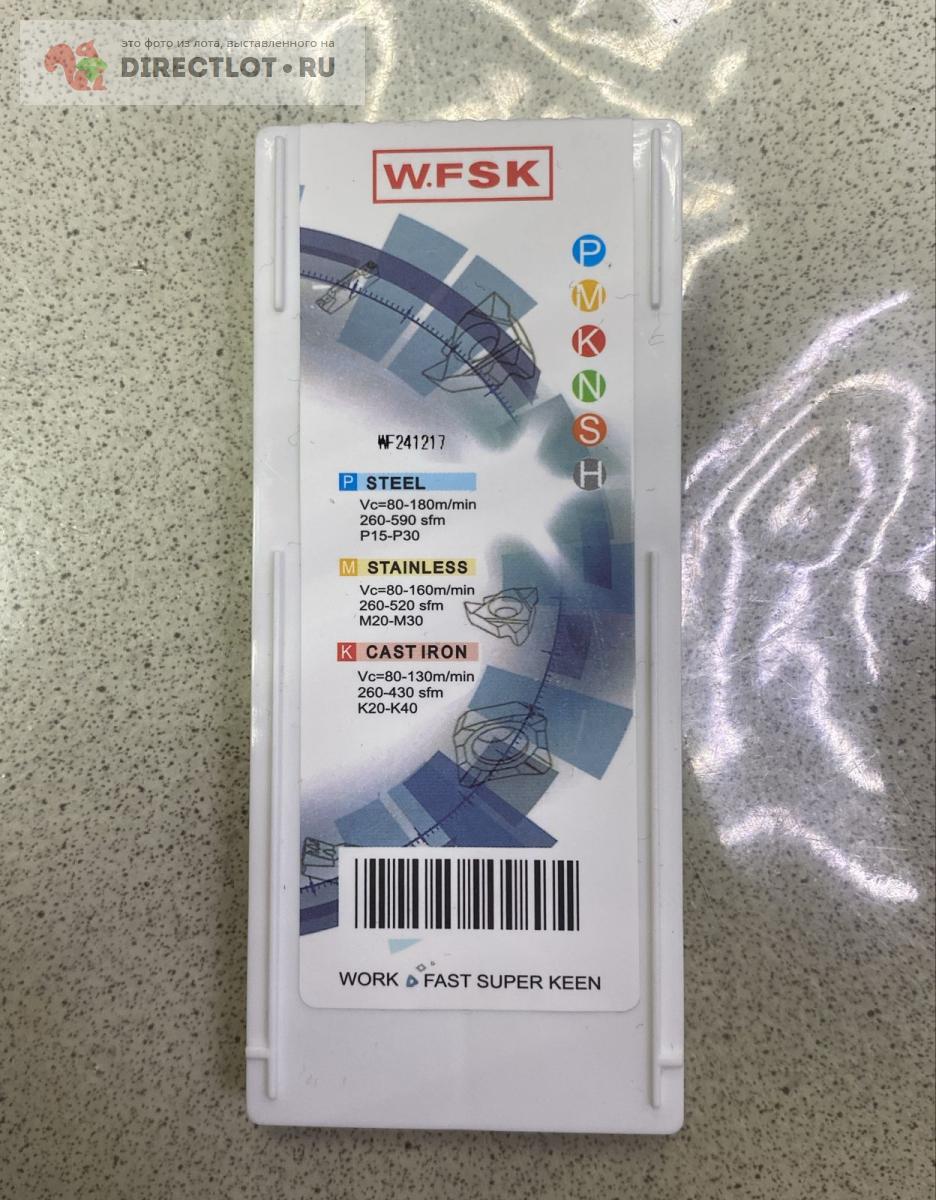 это фото из лота, выставленного на
DIRECTLOT•RU
W.FSK
P
M
K
N
S
H
WF241217
P STEEL
Vc=80-180m/min
260-590 sfm
P15-P30
M STAINLESS
Vc=80-160m/min
260-520 sfm
M20-M30
K CAST IRON
Vc=80-130m/min
260-430 sfm
K20-K40
WORK FAST SUPER KEEN